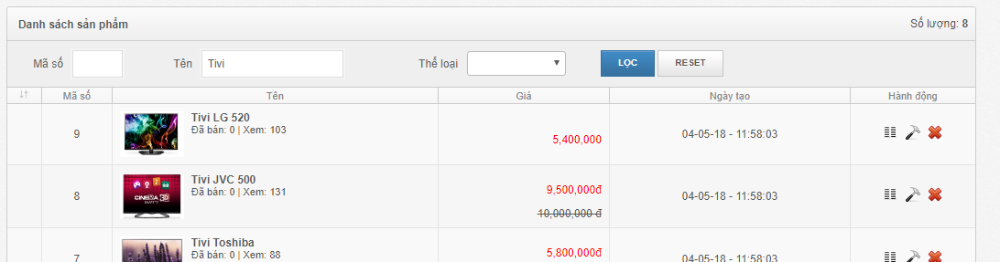 Danh sách sản phẩm
Số lượng: 8
Mã số
Tên
Tivi
Thể loại
LỌC
RESET
Mã số
Tên
Giá
Ngày tạo
Hành động
9
Tivi LG 520
Đã bán: 0 | Xem: 103
5,400,000
04-05-18 - 11:58:03
8
CINEMA 3D
SMART TV
Tivi JVC 500
Đã bán: 0 | Xem: 131
9,500,000đ
10,000,000 đ
04-05-18 - 11:58:03
7
Tivi Toshiba
Đã bán: 0 | Xem: 88
5,800,000đ
04-05-18 - 11:58:03